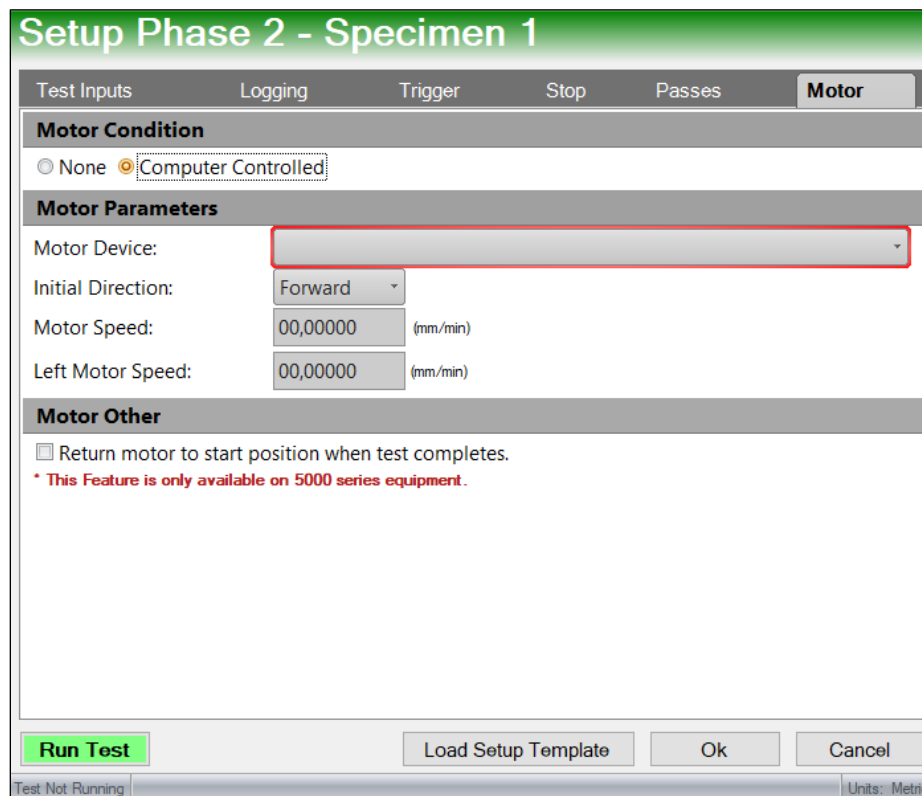 Setup Phase 2 - Specimen 1
Test Inputs Logging Trigger Stop Passes Motor
Motor Condition
None Computer Controlled
Motor Parameters
Motor Device:
Initial Direction: Forward
Motor Speed: 00,00000 (mm/min)
Left Motor Speed: 00,00000 (mm/min)
Motor Other
Return motor to start position when test completes.
* This Feature is only available on 5000 series equipment.
Run Test Load Setup Template Ok Cancel
Test Not Running Units: Metri